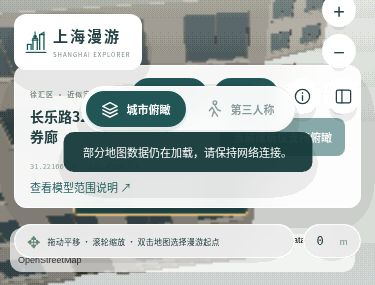 上海漫游
SHANGHAI EXPLORER
徐汇区 ·
城市俯瞰
第三人称
长乐路3
券廊
俯瞰
部分地图数据仍在加载，请保持网络连接。
查看模型范围说明 ↗
拖动平移 · 滚轮缩放 · 双击地图选择漫游起点
0 m
OpenStreetMap